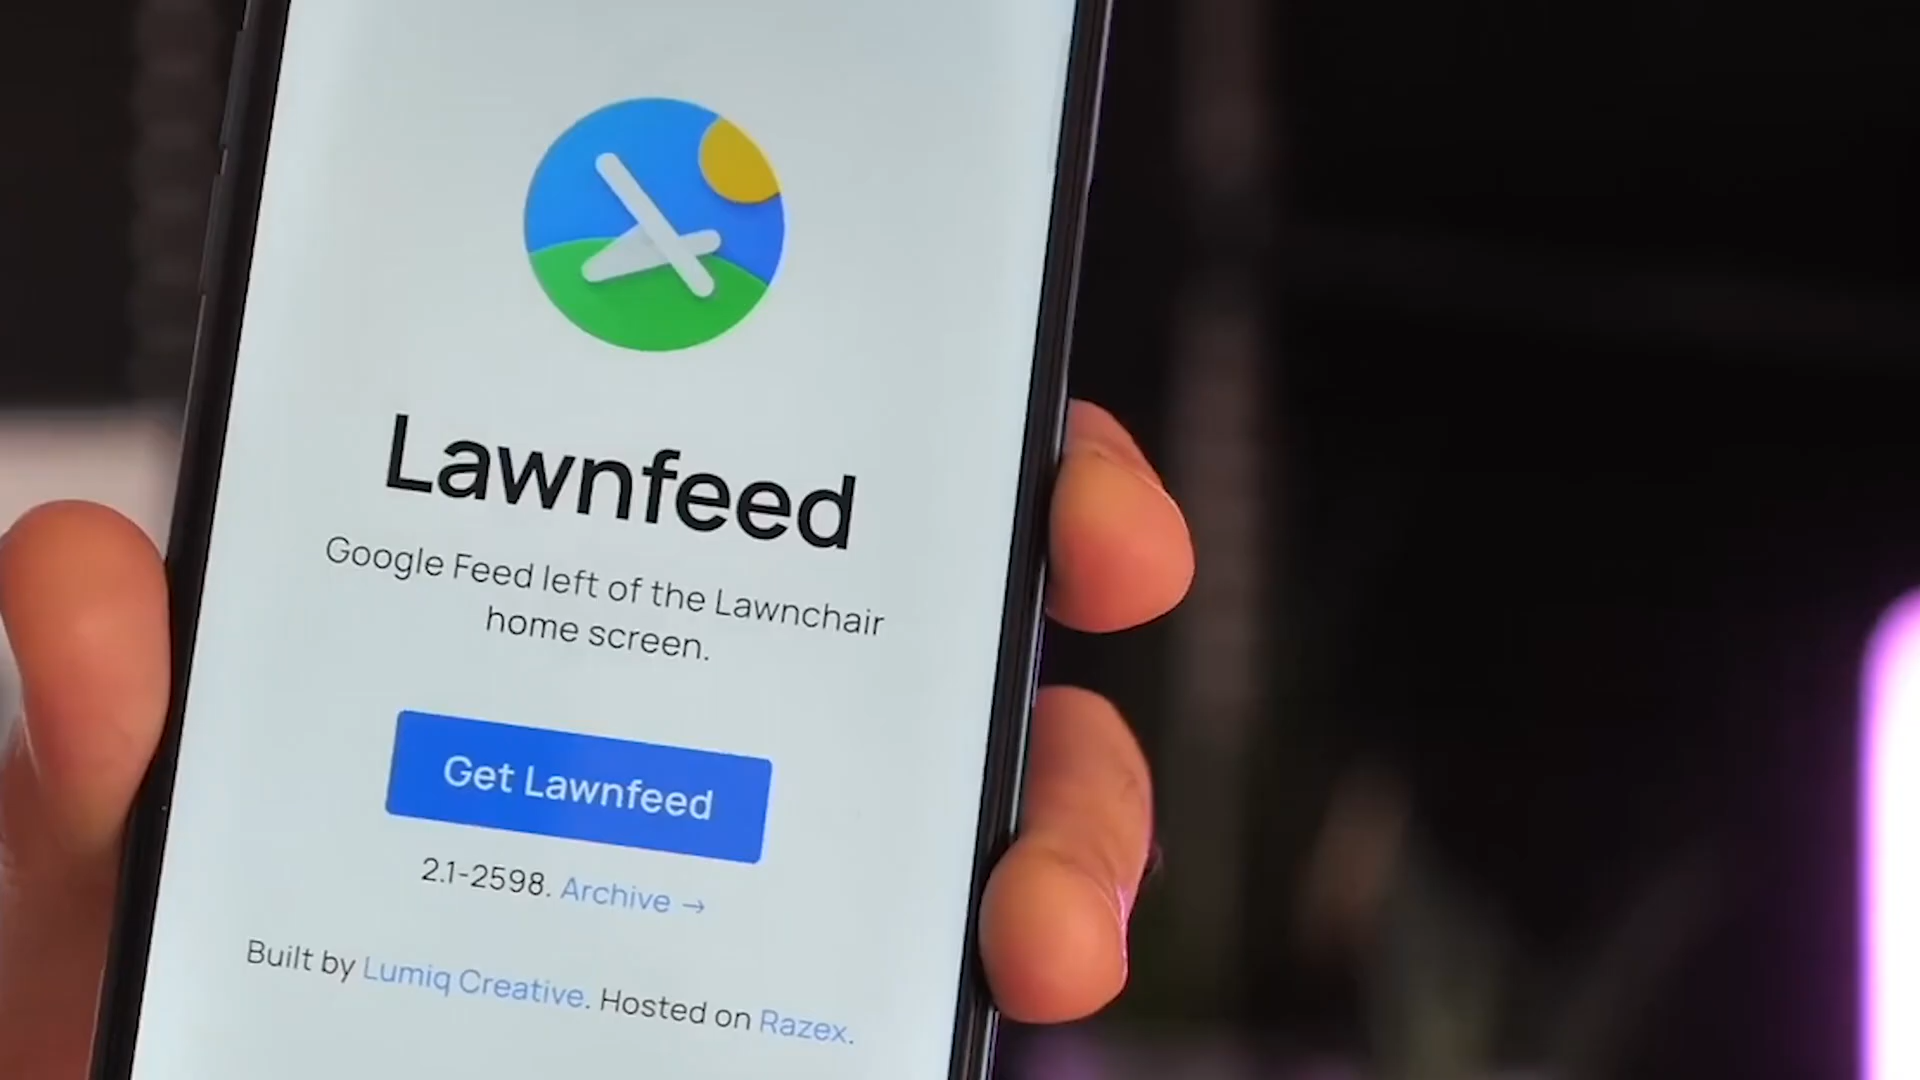 Lawnfeed
Google Feed left of the Lawnchair
home screen.
Get Lawnfeed
2.1-2598. Archive →
Built by Lumiq Creative. Hosted on Razex.